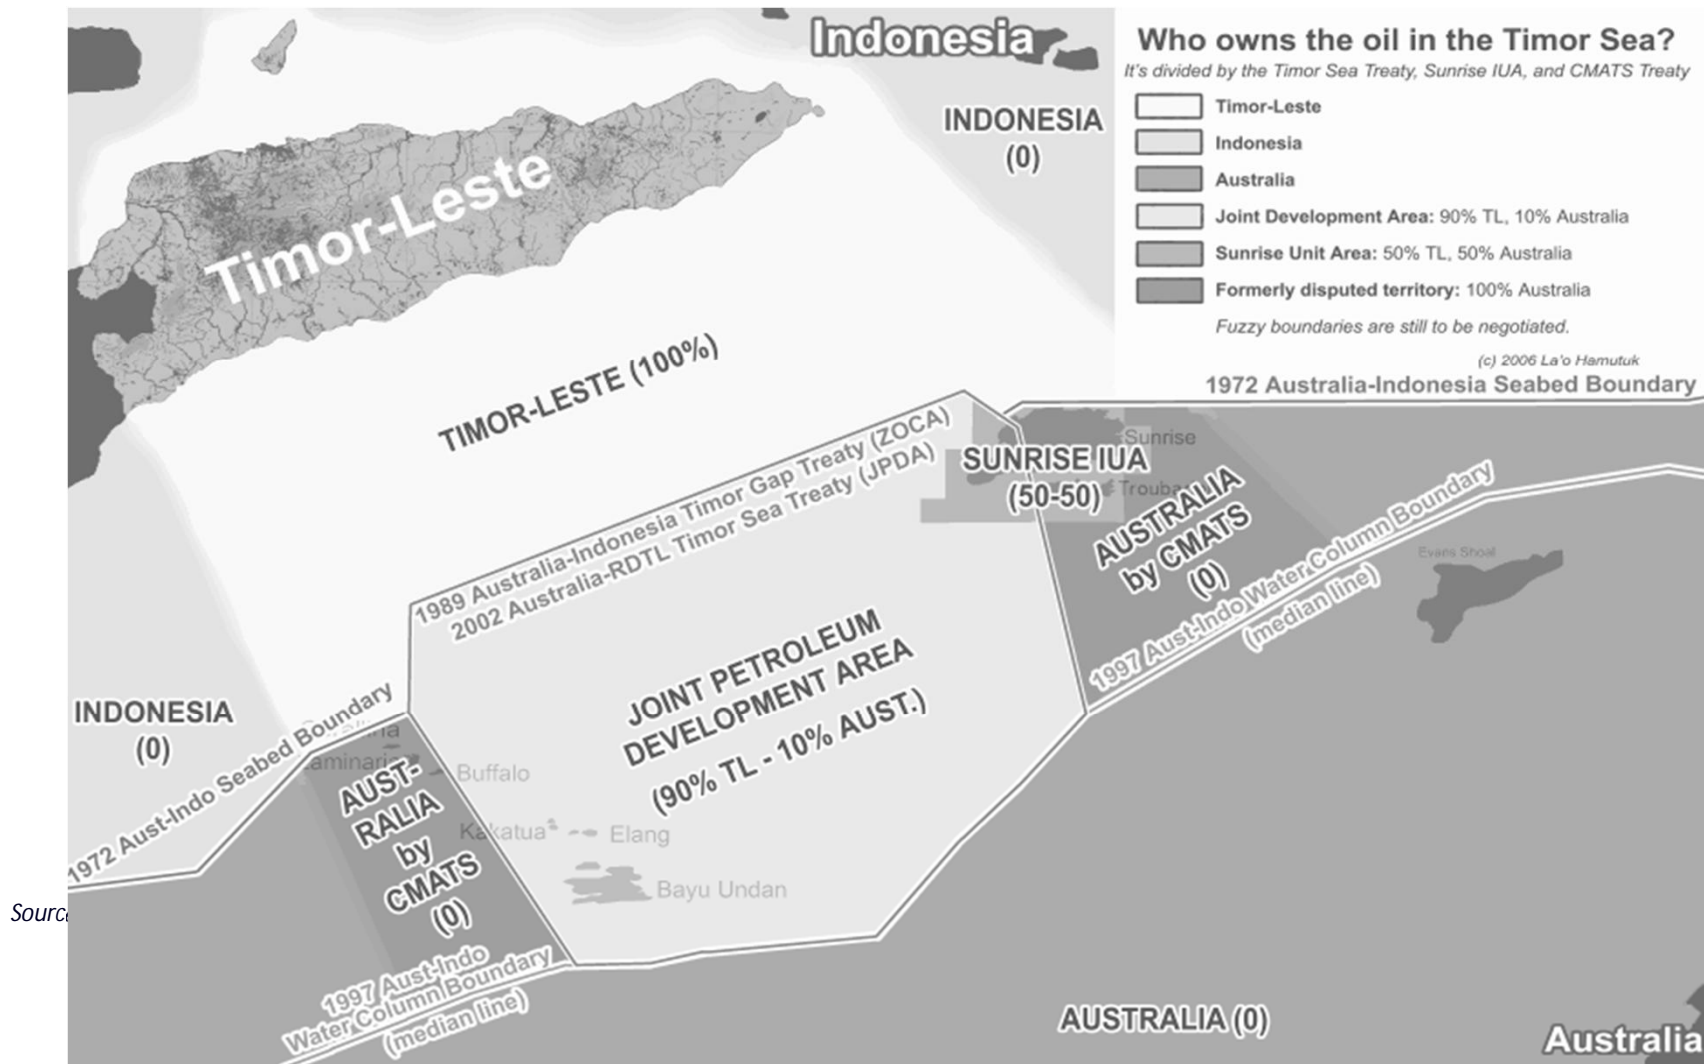 Indonesia
Who owns the oil in the Timor Sea?
It's divided by the Timor Sea Treaty, Sunrise IUA, and CMATS Treaty
Timor-Leste
Indonesia
Australia
Joint Development Area: 90% TL, 10% Australia
Sunrise Unit Area: 50% TL, 50% Australia
Formerly disputed territory: 100% Australia
Fuzzy boundaries are still to be negotiated.
(c) 2006 La'o Hamutuk
1972 Australia-Indonesia Seabed Boundary
INDONESIA
(0)
Timor-Leste
TIMOR-LESTE (100%)
1989 Australia-Indonesia Timor Gap Treaty (ZOCA)
2002 Australia-RDTL Timor Sea Treaty (JPDA)
Sunrise
SUNRISE IUA
(50-50)
AUSTRALIA
by CMATS
(0)
1997 Aust-Indo Water Column Boundary
(median line)
Evans Shoal
JOINT PETROLEUM
DEVELOPMENT AREA
(90% TL - 10% AUST.)
INDONESIA
(0)
1972 Aust-Indo Seabed Boundary
Buffalo
AUST-
RALIA
by
CMATS
(0)
Kakatua
Elang
Bayu Undan
1997 Aust-Indo
Water Column Boundary
(median line)
AUSTRALIA (0)
Australia